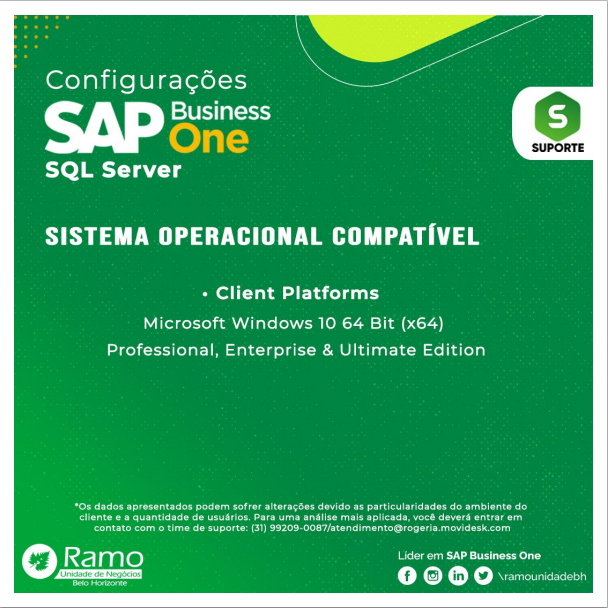 Configurações
SAP Business One
SQL Server
S
SUPORTE
SISTEMA OPERACIONAL COMPATÍVEL
• Client Platforms
Microsoft Windows 10 64 Bit (x64)
Professional, Enterprise & Ultimate Edition
*Os dados apresentados podem sofrer alterações devido as particularidades do ambiente do
cliente e a quantidade de usuários. Para uma análise mais aplicada, você deverá entrar em
contato com o time de suporte: (31) 99209-0087/atendimento@rogeria.movidesk.com
Ramo
Unidade de Negócios
Belo Horizonte
Líder em SAP Business One
\ramounidadebh